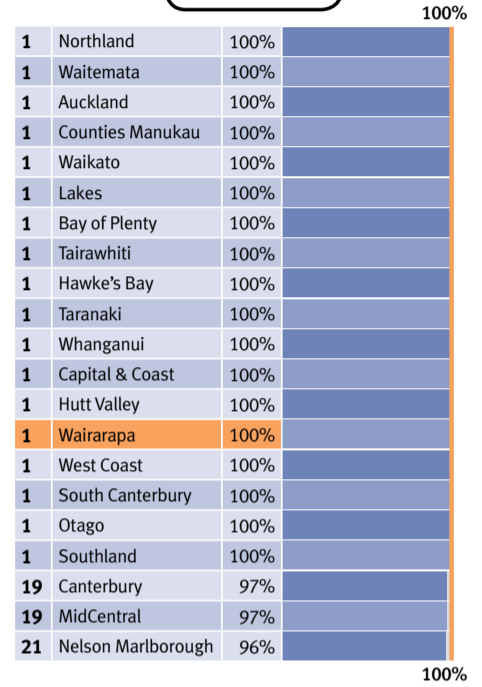 100%
1 Northland 100%
1 Waitemata 100%
1 Auckland 100%
1 Counties Manukau 100%
1 Waikato 100%
1 Lakes 100%
1 Bay of Plenty 100%
1 Tairawhiti 100%
1 Hawke’s Bay 100%
1 Taranaki 100%
1 Whanganui 100%
1 Capital & Coast 100%
1 Hutt Valley 100%
1 Wairarapa 100%
1 West Coast 100%
1 South Canterbury 100%
1 Otago 100%
1 Southland 100%
19 Canterbury 97%
19 MidCentral 97%
21 Nelson Marlborough 96%
100%